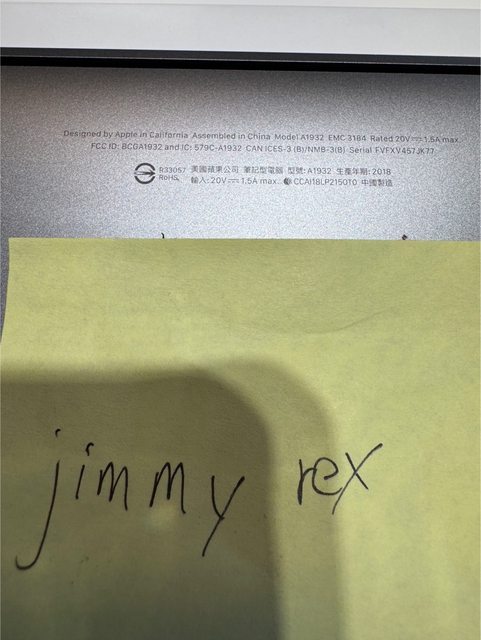 Designed by Apple in California Assembled in China Model A1932 EMC 3184 Rated 20V⎓1.5A max.
FCC ID: BCGA1932 and IC: 579C-A1932 CAN ICES-3 (B)/NMB-3(B) Serial FVFXV457JK77
R33057 美國蘋果公司 筆記型電腦 型號: A1932 生產年期: 2018
RoHS 輸入: 20V⎓1.5A max. CCAI18LP2150T0 中國製造
jimmy rex